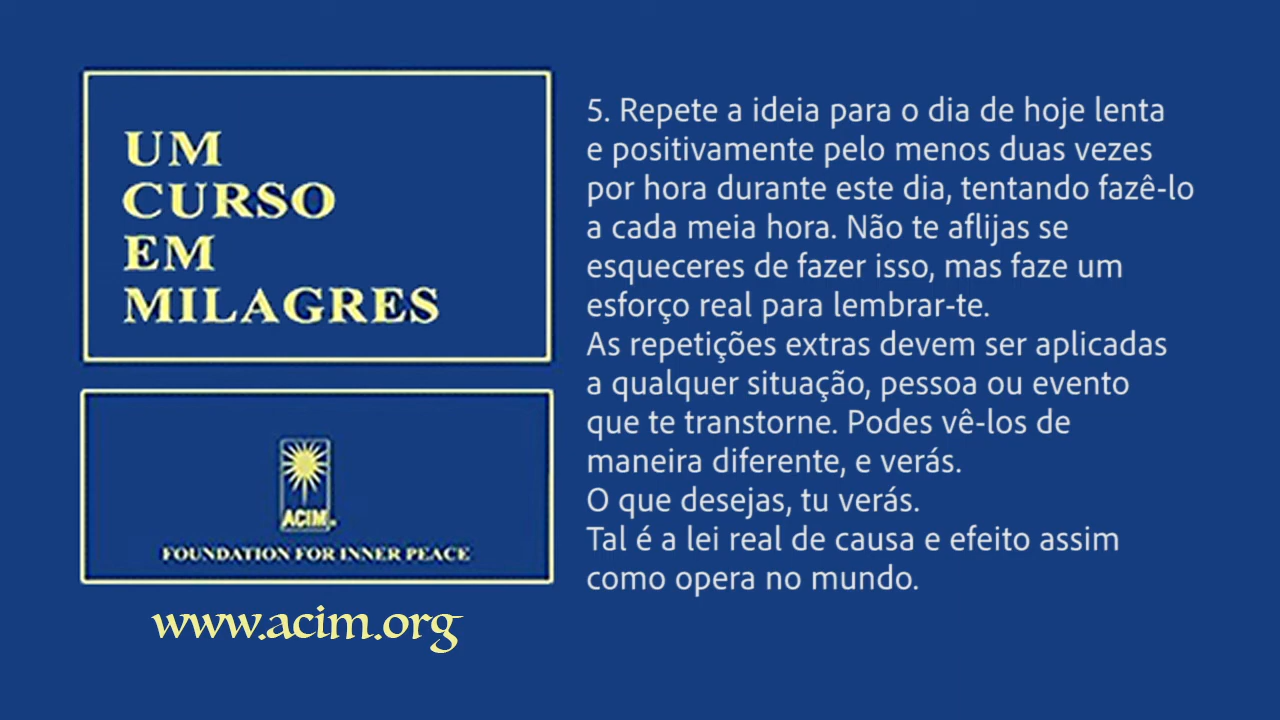 UM
CURSO
EM
MILAGRES
ACIM
FOUNDATION FOR INNER PEACE
www.acim.org
5. Repete a ideia para o dia de hoje lenta
e positivamente pelo menos duas vezes
por hora durante este dia, tentando fazê-lo
a cada meia hora. Não te aflijas se
esqueceres de fazer isso, mas faze um
esforço real para lembrar-te.
As repetições extras devem ser aplicadas
a qualquer situação, pessoa ou evento
que te transtorne. Podes vê-los de
maneira diferente, e verás.
O que desejas, tu verás.
Tal é a lei real de causa e efeito assim
como opera no mundo.